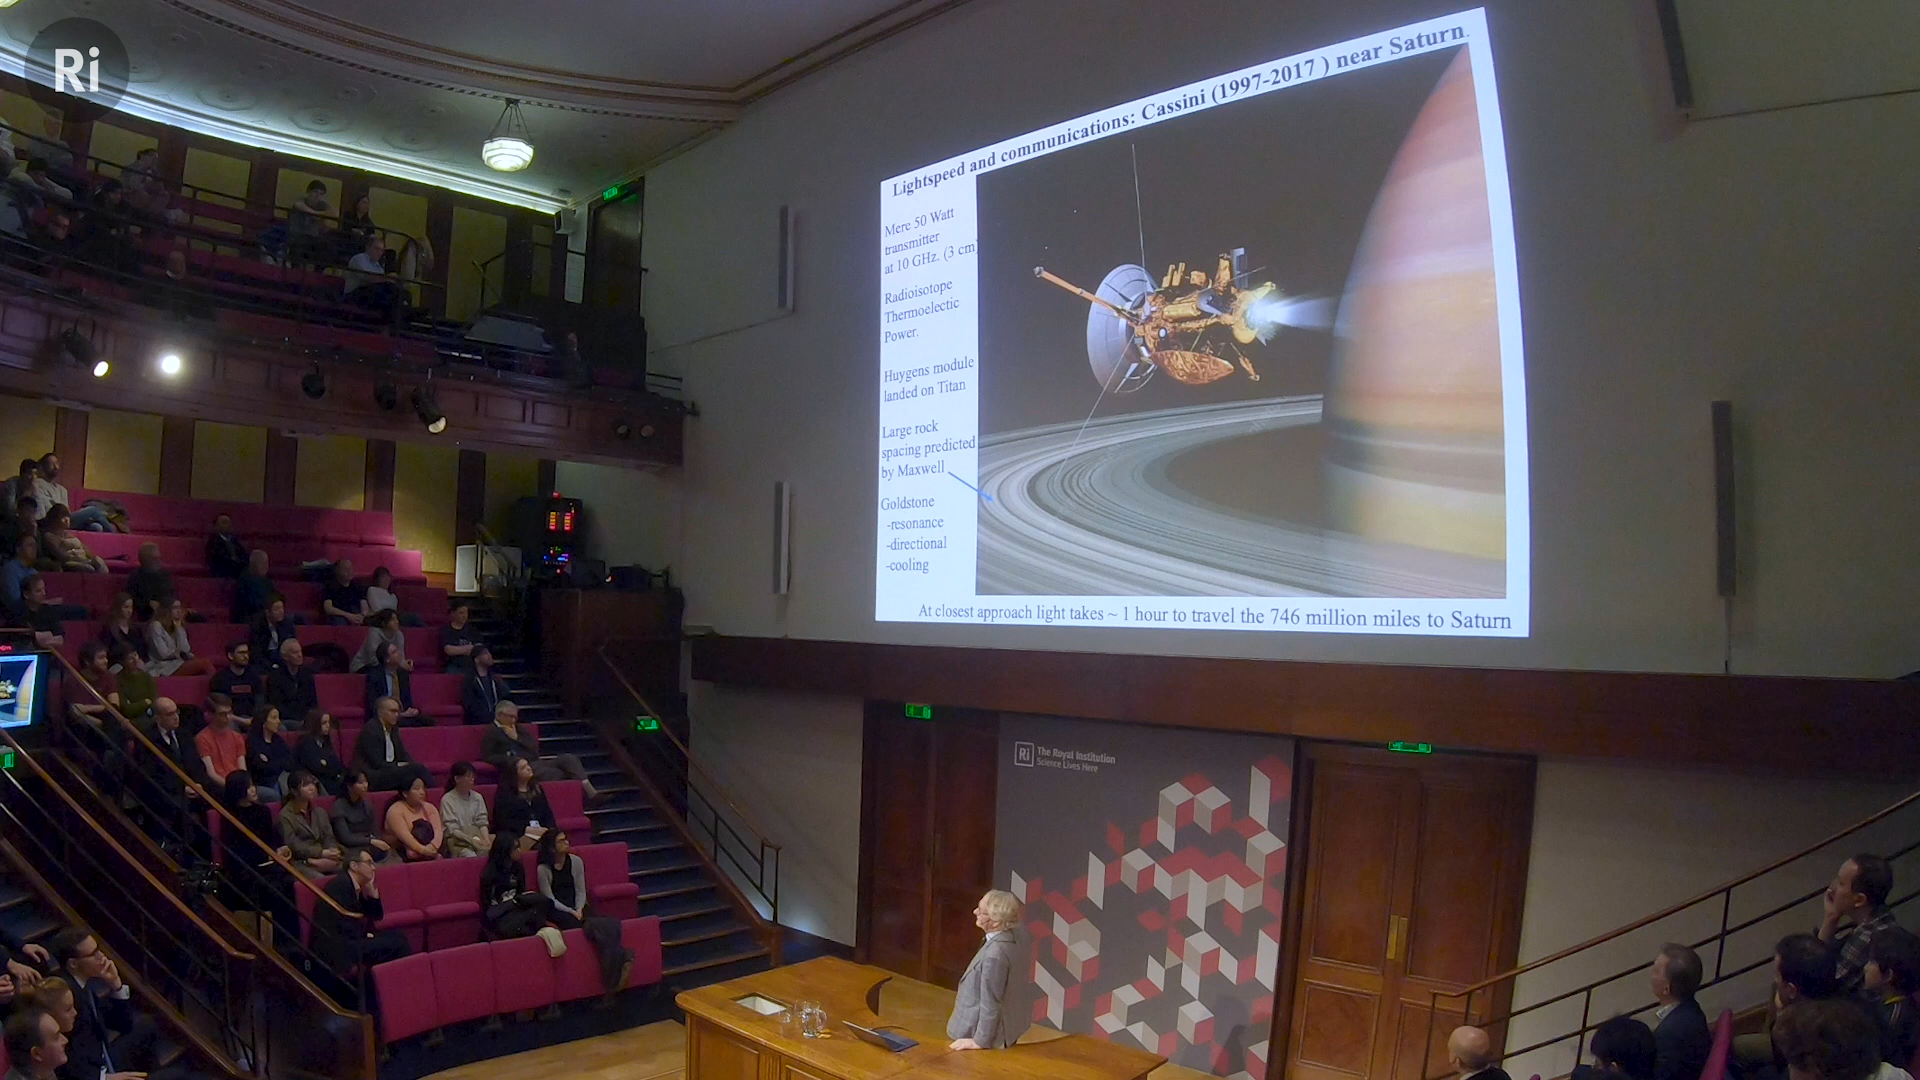 Ri
Lightspeed and communications: Cassini (1997-2017 ) near Saturn.
Mere 50 Watt
transmitter
at 10 GHz. (3 cm)
Radioisotope
Thermoelectic
Power.
Huygens module
landed on Titan
Large rock
spacing predicted
by Maxwell
Goldstone
-resonance
-directional
-cooling
At closest approach light takes ~ 1 hour to travel the 746 million miles to Saturn
Ri
The Royal Institution
Science Lives Here